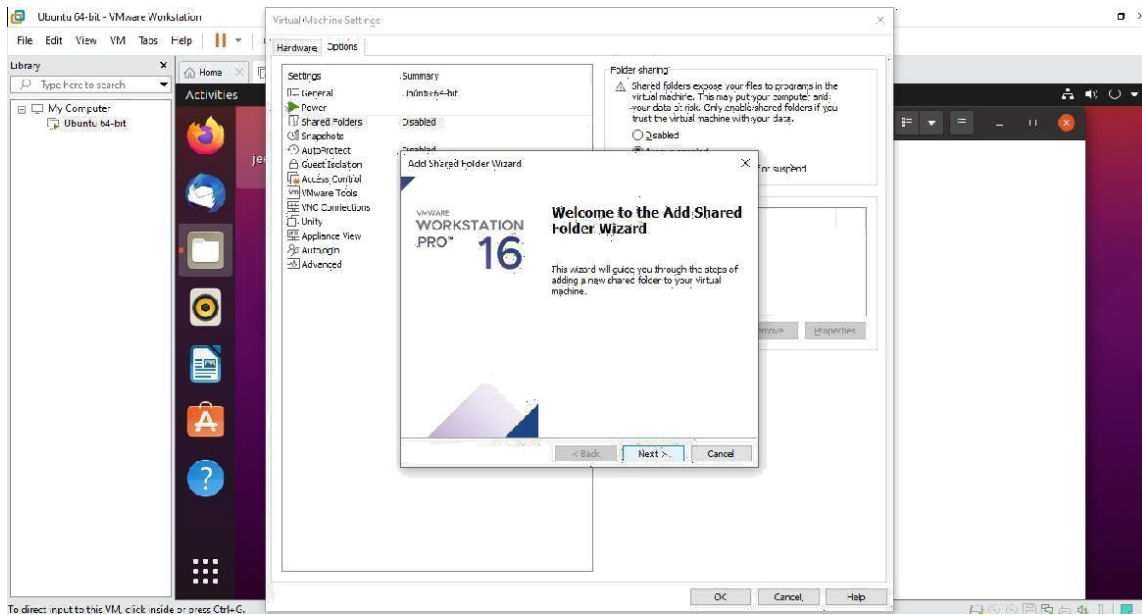 Ubuntu 64-bit - VMware Workstation
File Edit View VM Tabs Help
Library
Type here to search
My Computer
Ubuntu 64-bit
Home
Activities
Virtual Machine Settings
Hardware Options
Settings Summary
General Ubuntu 64-bit
Power
Shared Folders Disabled
Snapshots
AutoProtect Disabled
Guest Isolation
Access Control
VMware Tools
VNC Connections
Unity
Appliance View
Autologin
Advanced
Folder sharing
Shared folders expose your files to programs in the
virtual machine. This may put your computer and
your data at risk. Only enable shared folders if you
trust the virtual machine with your data.
Disabled
or suspend
Properties
Add Shared Folder Wizard
VMWARE
WORKSTATION
PRO™ 16
Welcome to the Add Shared
Folder Wizard
This wizard will guide you through the steps of
adding a new shared folder to your virtual
machine.
< Back Next > Cancel
OK Cancel Help
To direct input to this VM, click inside or press Ctrl+G.